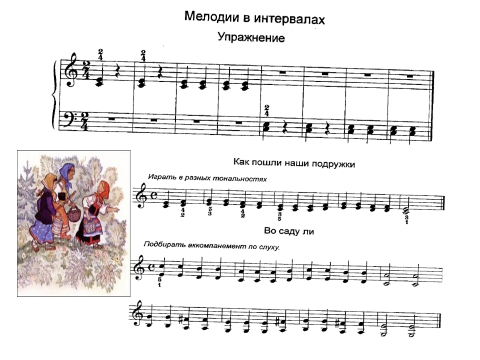 Мелодии в интервалах
Упражнение
Как пошли наши подружки
Играть в разных тональностях
Во саду ли
Подбирать аккомпанемент по слуху.